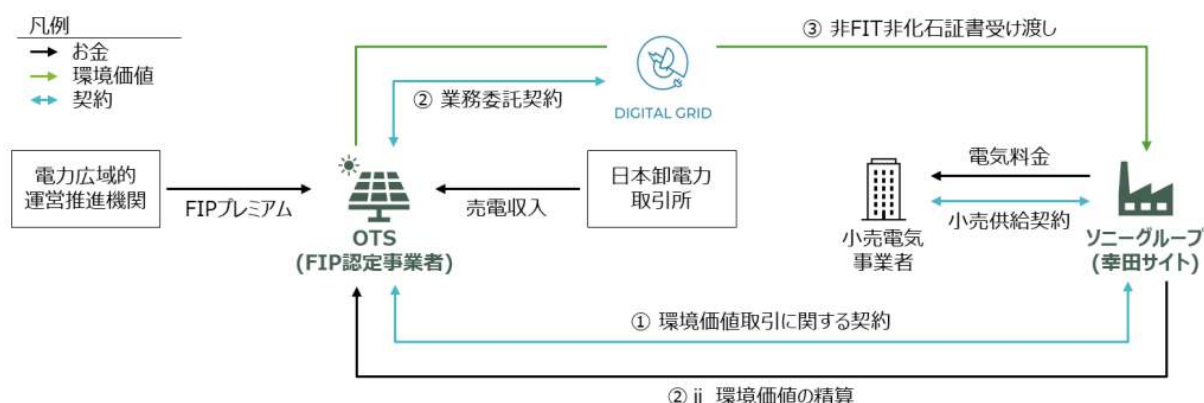 凡例
お金
環境価値
契約
③ 非FIT非化石証書受け渡し
② 業務委託契約
DIGITAL GRID
電力広域的
運営推進機関
FIPプレミアム
OTS
(FIP認定事業者)
売電収入
日本卸電力
取引所
小売電気
事業者
電気料金
小売供給契約
ソニーグループ
(幸田サイト)
① 環境価値取引に関する契約
② ii 環境価値の精算